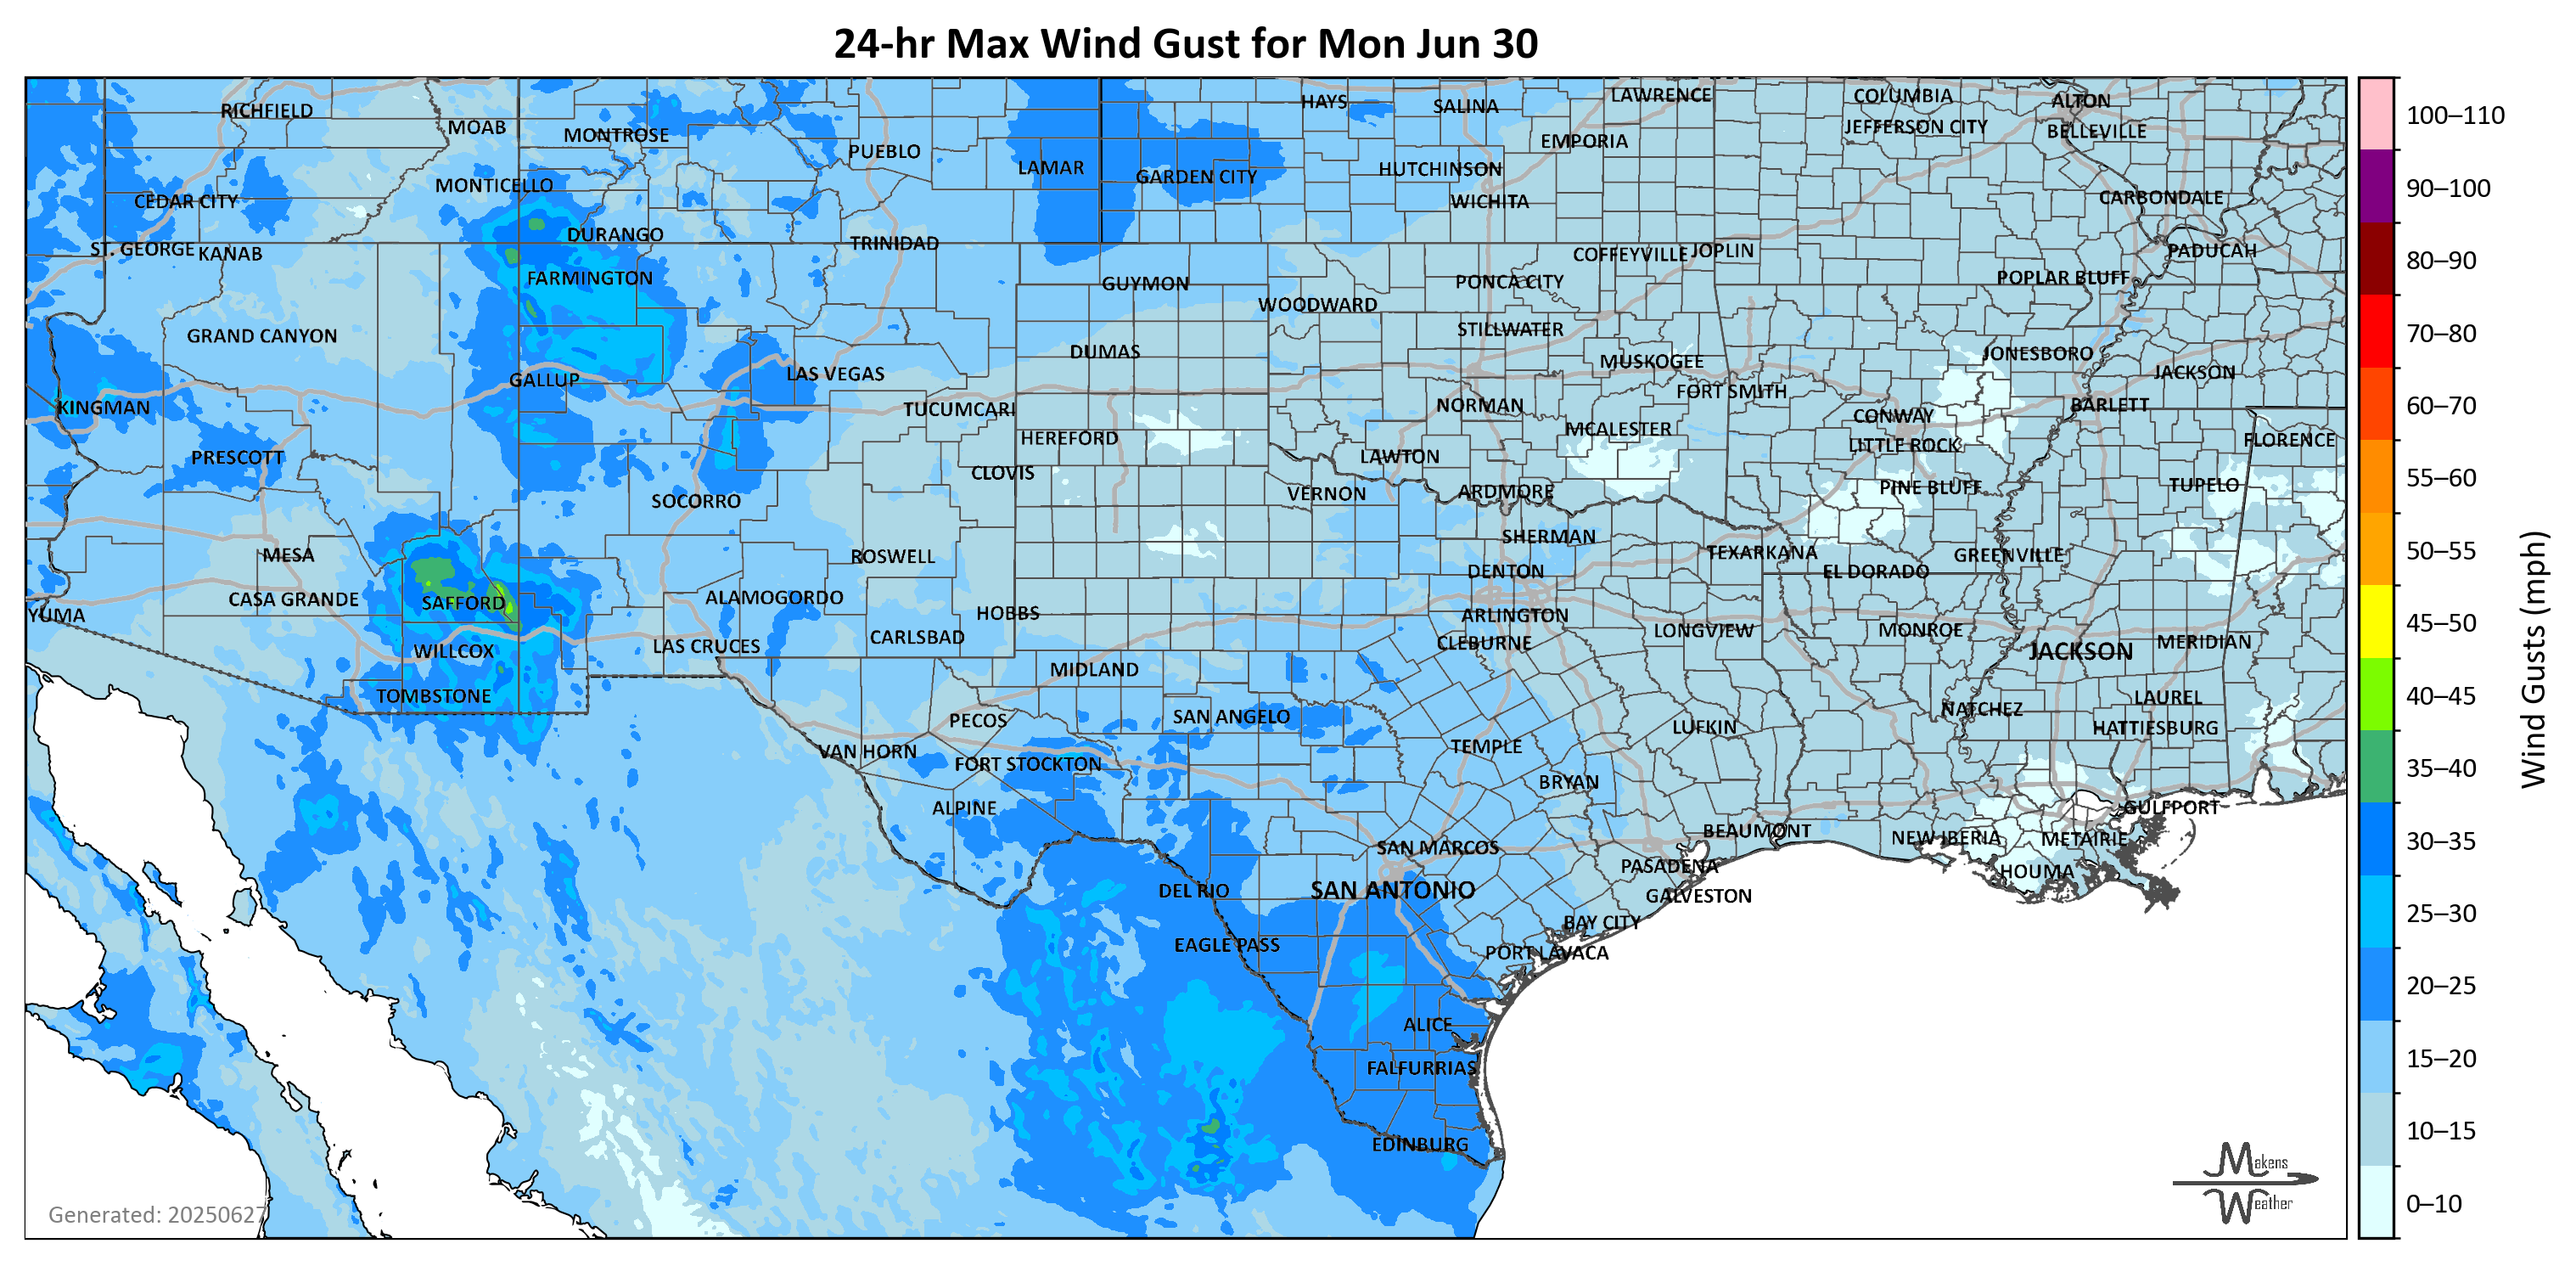 24-hr Max Wind Gust for Mon Jun 30
RICHFIELD
MOAB
MONTROSE
PUEBLO
LAMAR
HAYS
SALINA
LAWRENCE
COLUMBIA
ALTON
JEFFERSON CITY
BELLEVILLE
EMPORIA
HUTCHINSON
GARDEN CITY
MONTICELLO
CEDAR CITY
WICHITA
CARBONDALE
DURANGO
TRINIDAD
ST. GEORGE
KANAB
COFFEYVILLE
JOPLIN
PADUCAH
FARMINGTON
GUYMON
PONCA CITY
POPLAR BLUFF
WOODWARD
GRAND CANYON
STILLWATER
DUMAS
MUSKOGEE
JONESBORO
GALLUP
LAS VEGAS
JACKSON
FORT SMITH
KINGMAN
TUCUMCARI
NORMAN
CONWAY
BARLETT
HEREFORD
MCALESTER
LITTLE ROCK
FLORENCE
PRESCOTT
CLOVIS
LAWTON
SOCORRO
VERNON
ARDMORE
PINE BLUFF
TUPELO
MESA
ROSWELL
SHERMAN
TEXARKANA
GREENVILLE
DENTON
EL DORADO
CASA GRANDE
SAFFORD
ALAMOGORDO
HOBBS
YUMA
ARLINGTON
CARLSBAD
CLEBURNE
LONGVIEW
MONROE
MERIDIAN
WILLCOX
LAS CRUCES
JACKSON
MIDLAND
TOMBSTONE
LAUREL
PECOS
SAN ANGELO
LUFKIN
NATCHEZ
HATTIESBURG
VAN HORN
FORT STOCKTON
TEMPLE
BRYAN
ALPINE
GULFPORT
BEAUMONT
NEW IBERIA
METAIRIE
SAN MARCOS
PASADENA
HOUMA
DEL RIO
SAN ANTONIO
GALVESTON
BAY CITY
EAGLE PASS
PORT LAVACA
ALICE
FALFURRIAS
EDINBURG
Generated: 20250627
Makens
Weather
100–110
90–100
80–90
70–80
60–70
55–60
50–55
45–50
40–45
35–40
30–35
25–30
20–25
15–20
10–15
0–10
Wind Gusts (mph)